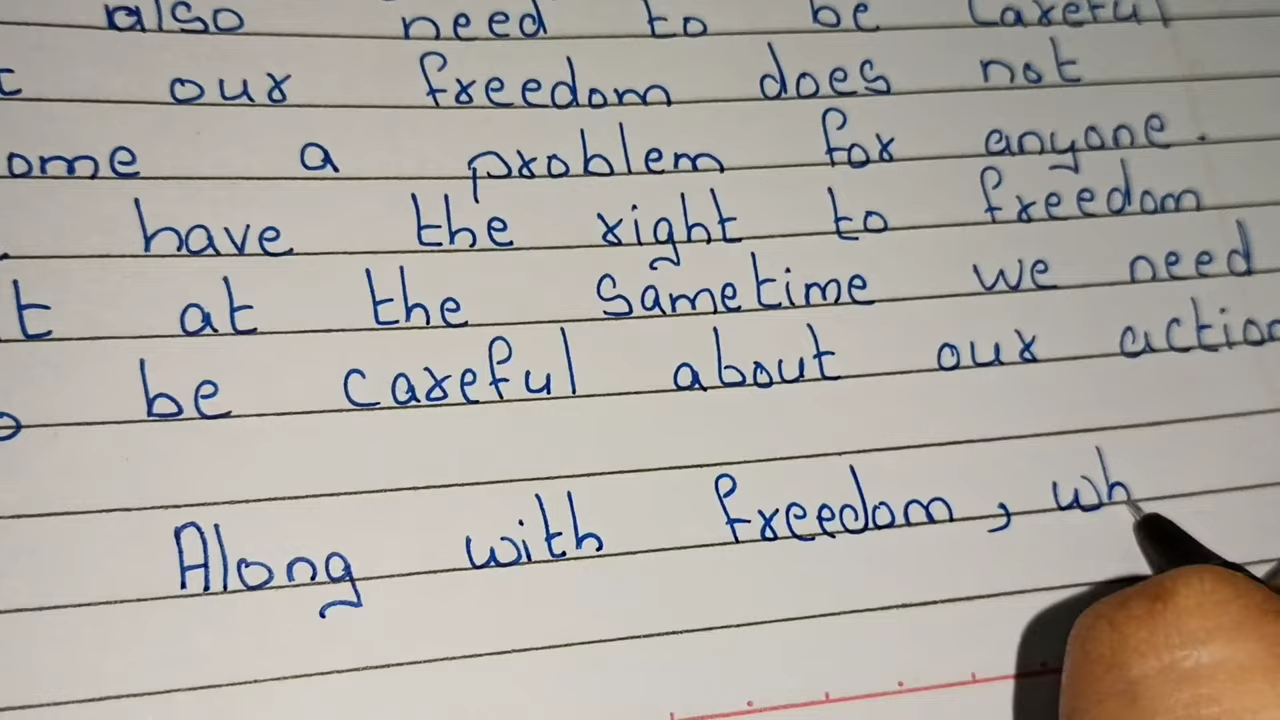 also need to be careful
our freedom does not
ome a problem for anyone.
have the right to freedom
t at the sametime we need
be careful about our action
Along with freedom, wh